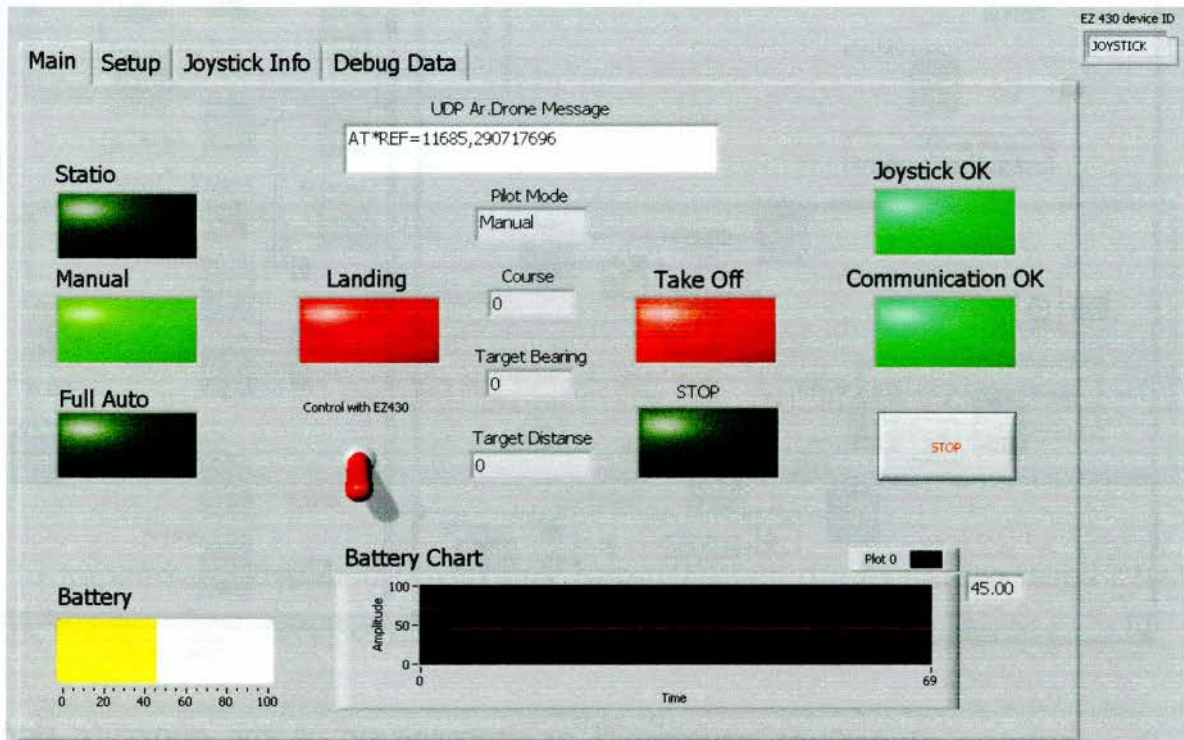 EZ 430 device ID
JOYSTICK
Main Setup Joystick Info Debug Data
UDP Ar.Drone Message
AT*REF=11685,290717696
Statio
Pilot Mode
Manual
Joystick OK
Manual
Landing
Course
0
Take Off
Communication OK
Target Bearing
0
Full Auto
Control with EZ430
STOP
Target Distanse
0
STOP
Battery Chart
Plot 0
45.00
Battery
Amplitude
100
50
0
0 69
Time
0 20 40 60 80 100